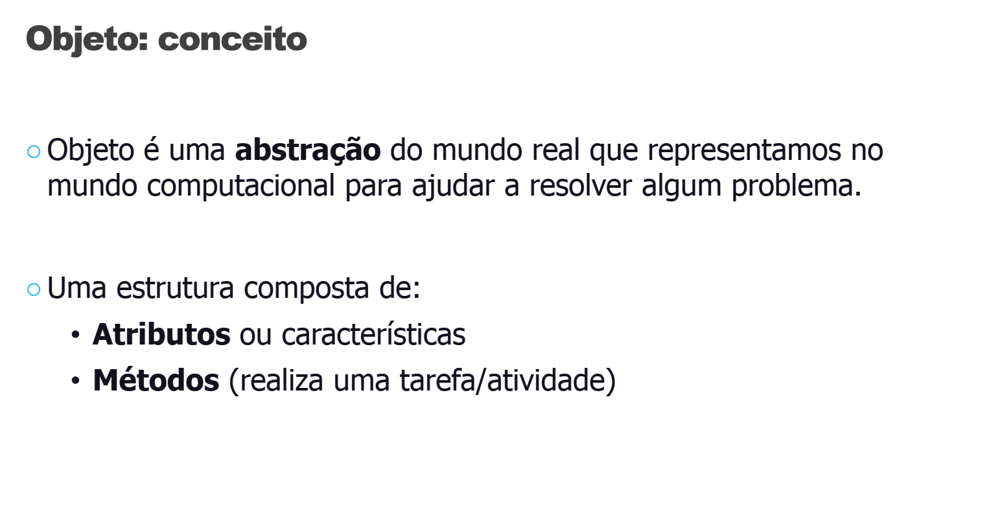 Objeto: conceito
○ Objeto é uma abstração do mundo real que representamos no
mundo computacional para ajudar a resolver algum problema.
○ Uma estrutura composta de:
• Atributos ou características
• Métodos (realiza uma tarefa/atividade)